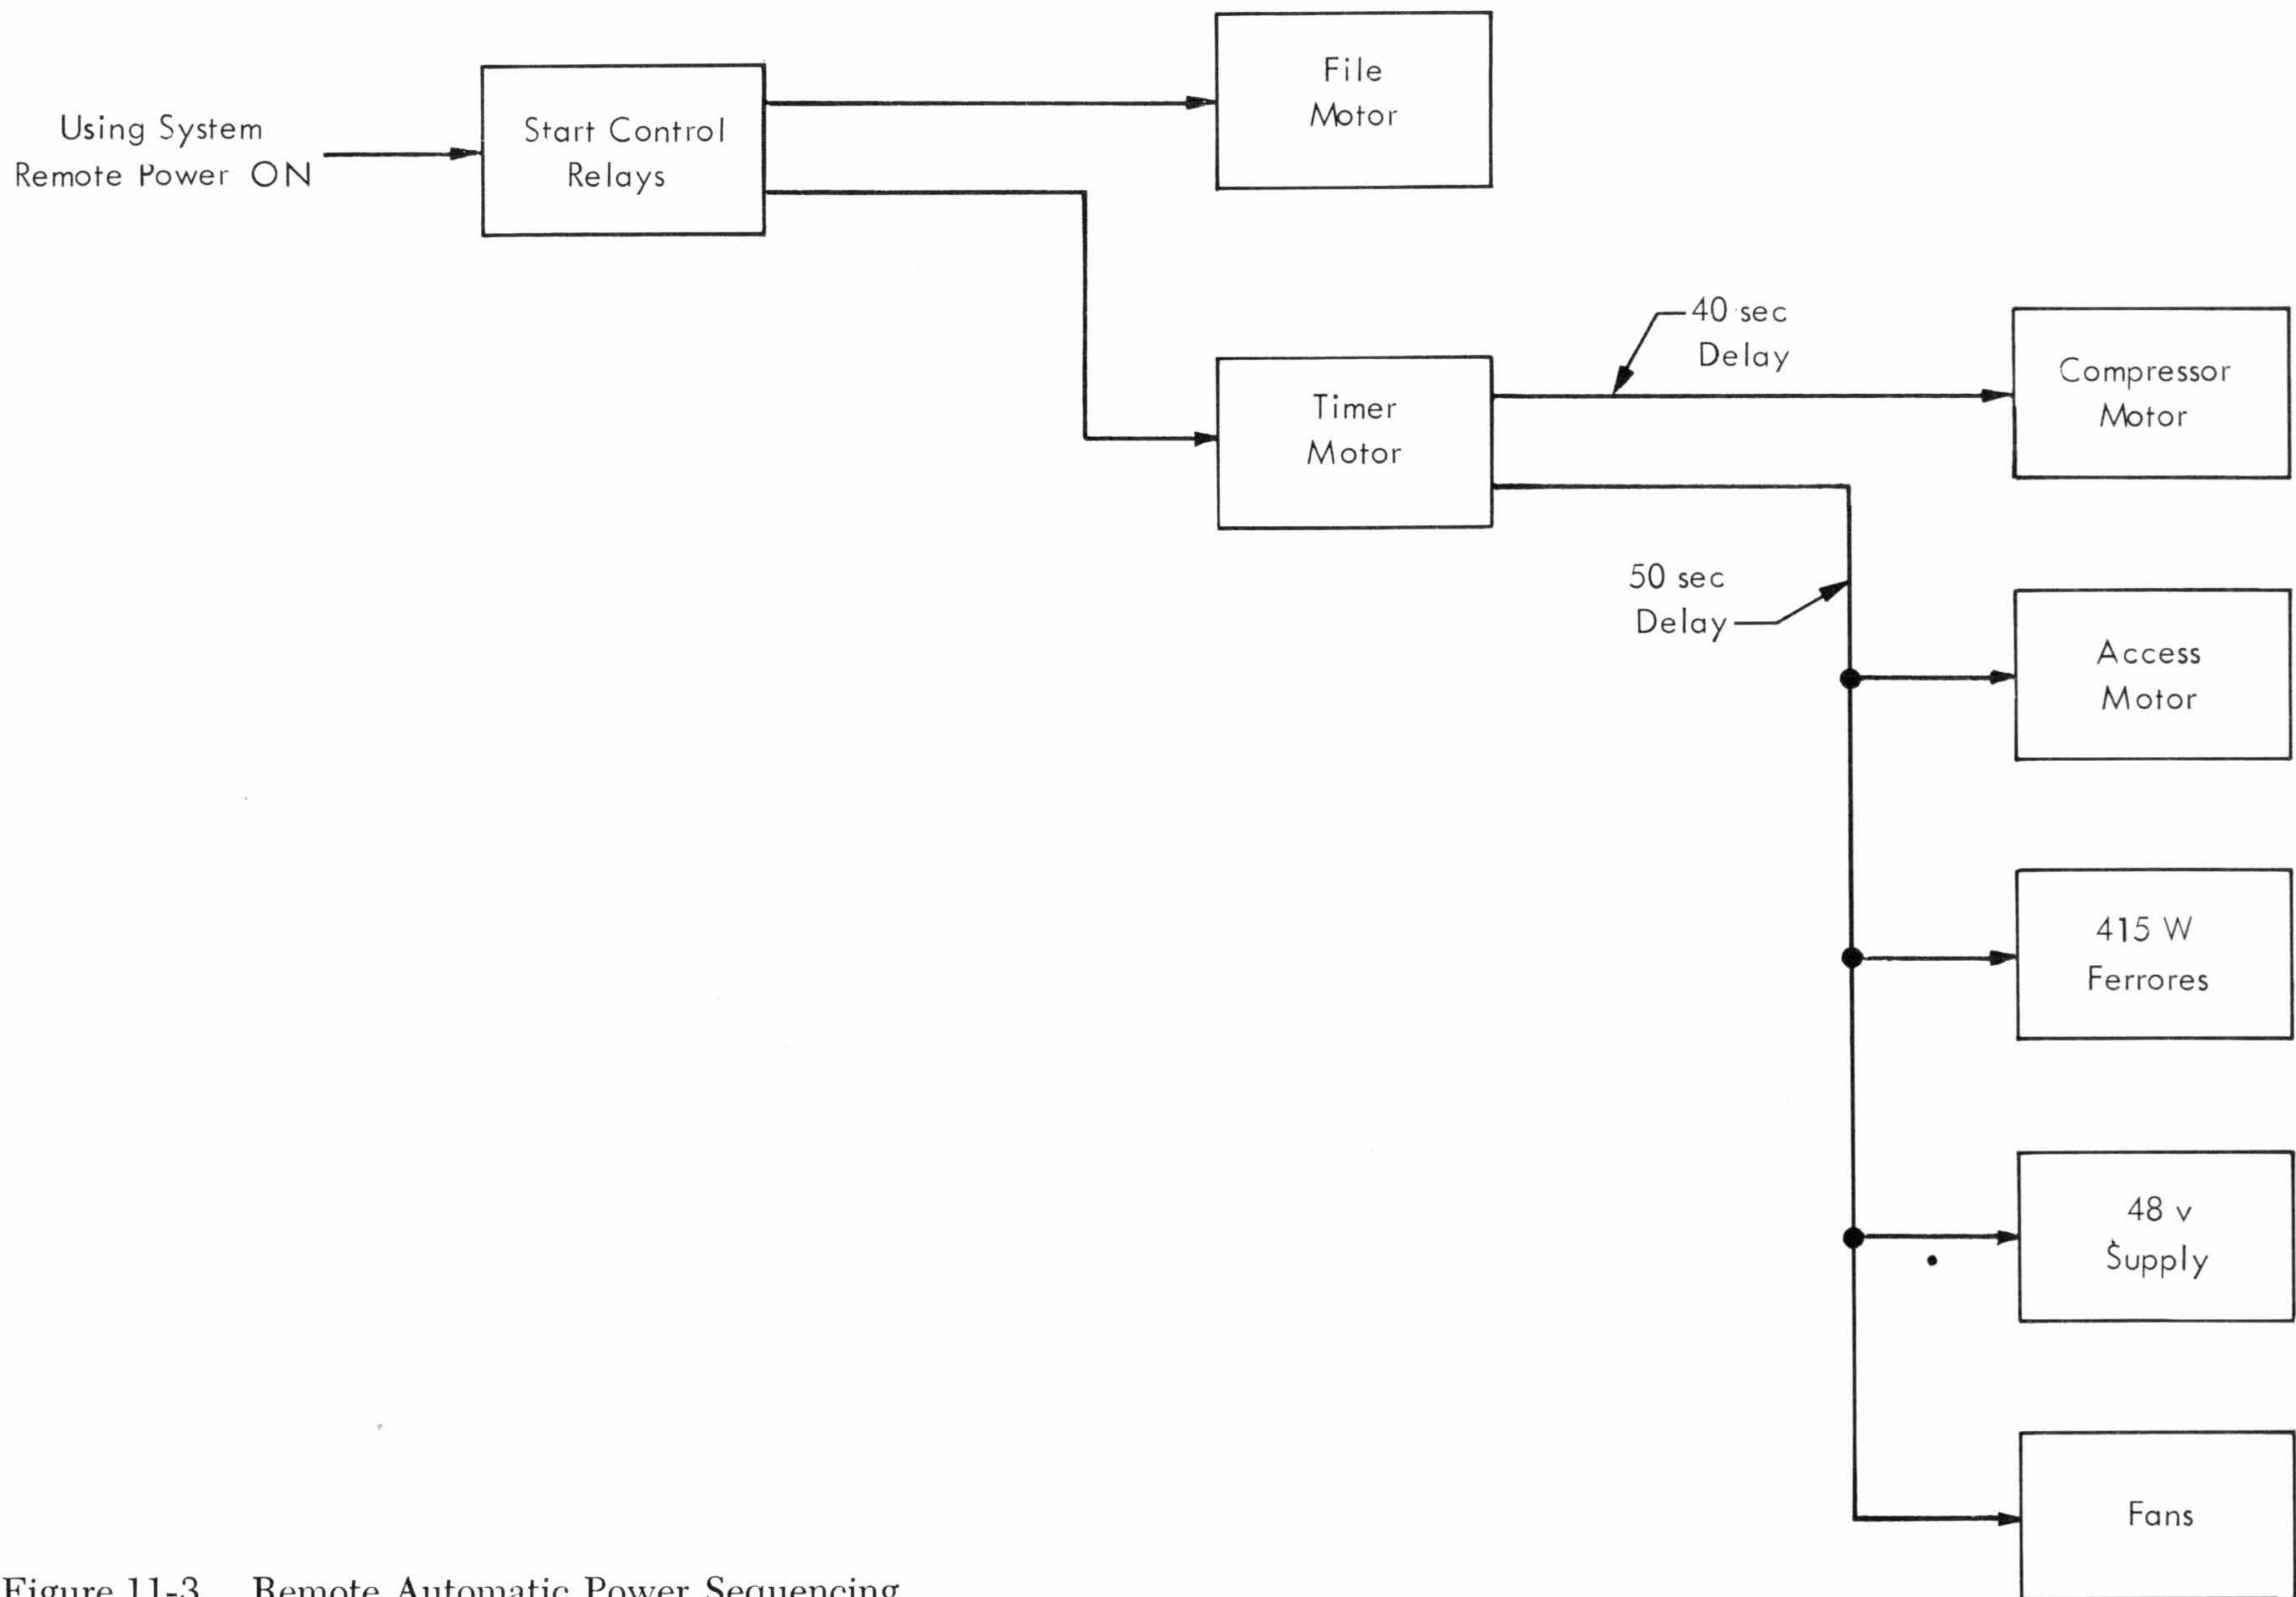 File
Motor
Using System
Remote Power ON
Start Control
Relays
40 sec
Delay
Compressor
Motor
Timer
Motor
50 sec
Delay
Access
Motor
415 W
Ferrores
48 v
Supply
Fans
Figure 11-3 Remote Automatic Power Sequencing